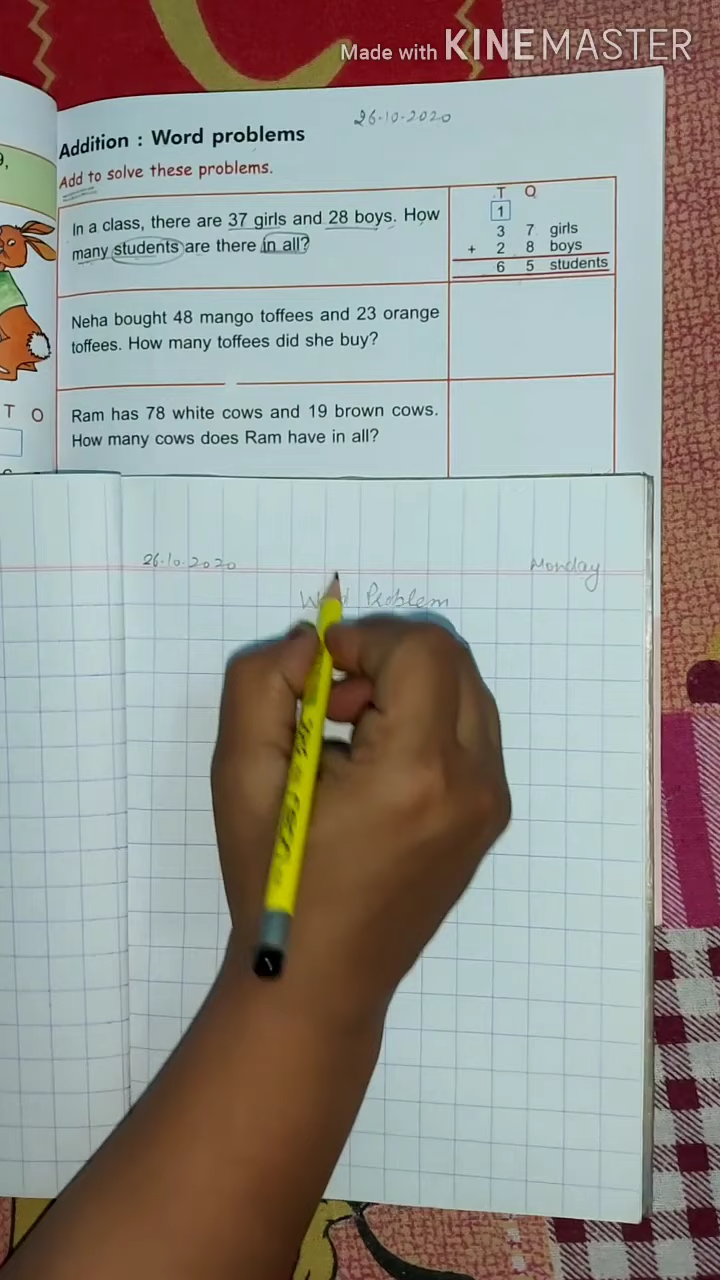 Made with KINEMASTER
26-10-2020
Addition : Word problems
Add to solve these problems.
In a class, there are 37 girls and 28 boys. How
many students are there in all?
T O
1
3 7 girls
+ 2 8 boys
6 5 students
Neha bought 48 mango toffees and 23 orange
toffees. How many toffees did she buy?
T O
Ram has 78 white cows and 19 brown cows.
How many cows does Ram have in all?
26.10.2020 Monday
Word Problem